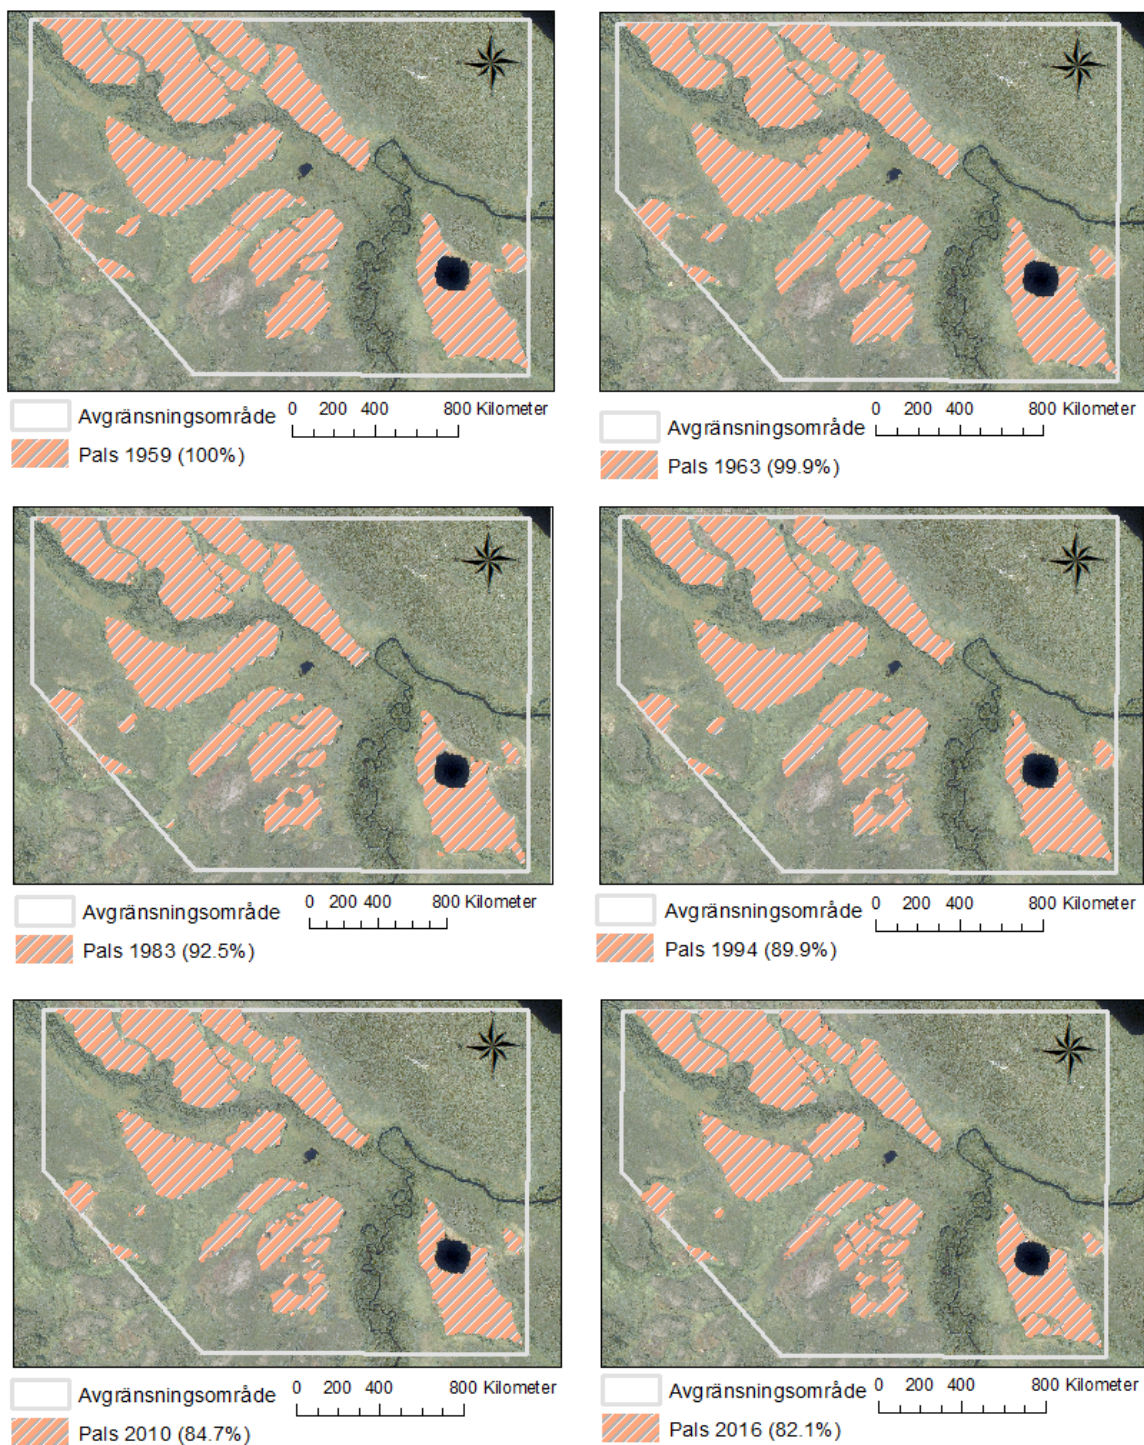 Avgränsningsområde 0 200 400 800 Kilometer
Pals 1959 (100%)
Avgränsningsområde 0 200 400 800 Kilometer
Pals 1963 (99.9%)
Avgränsningsområde 0 200 400 800 Kilometer
Pals 1983 (92.5%)
Avgränsningsområde 0 200 400 800 Kilometer
Pals 1994 (89.9%)
Avgränsningsområde 0 200 400 800 Kilometer
Pals 2010 (84.7%)
Avgränsningsområde 0 200 400 800 Kilometer
Pals 2016 (82.1%)